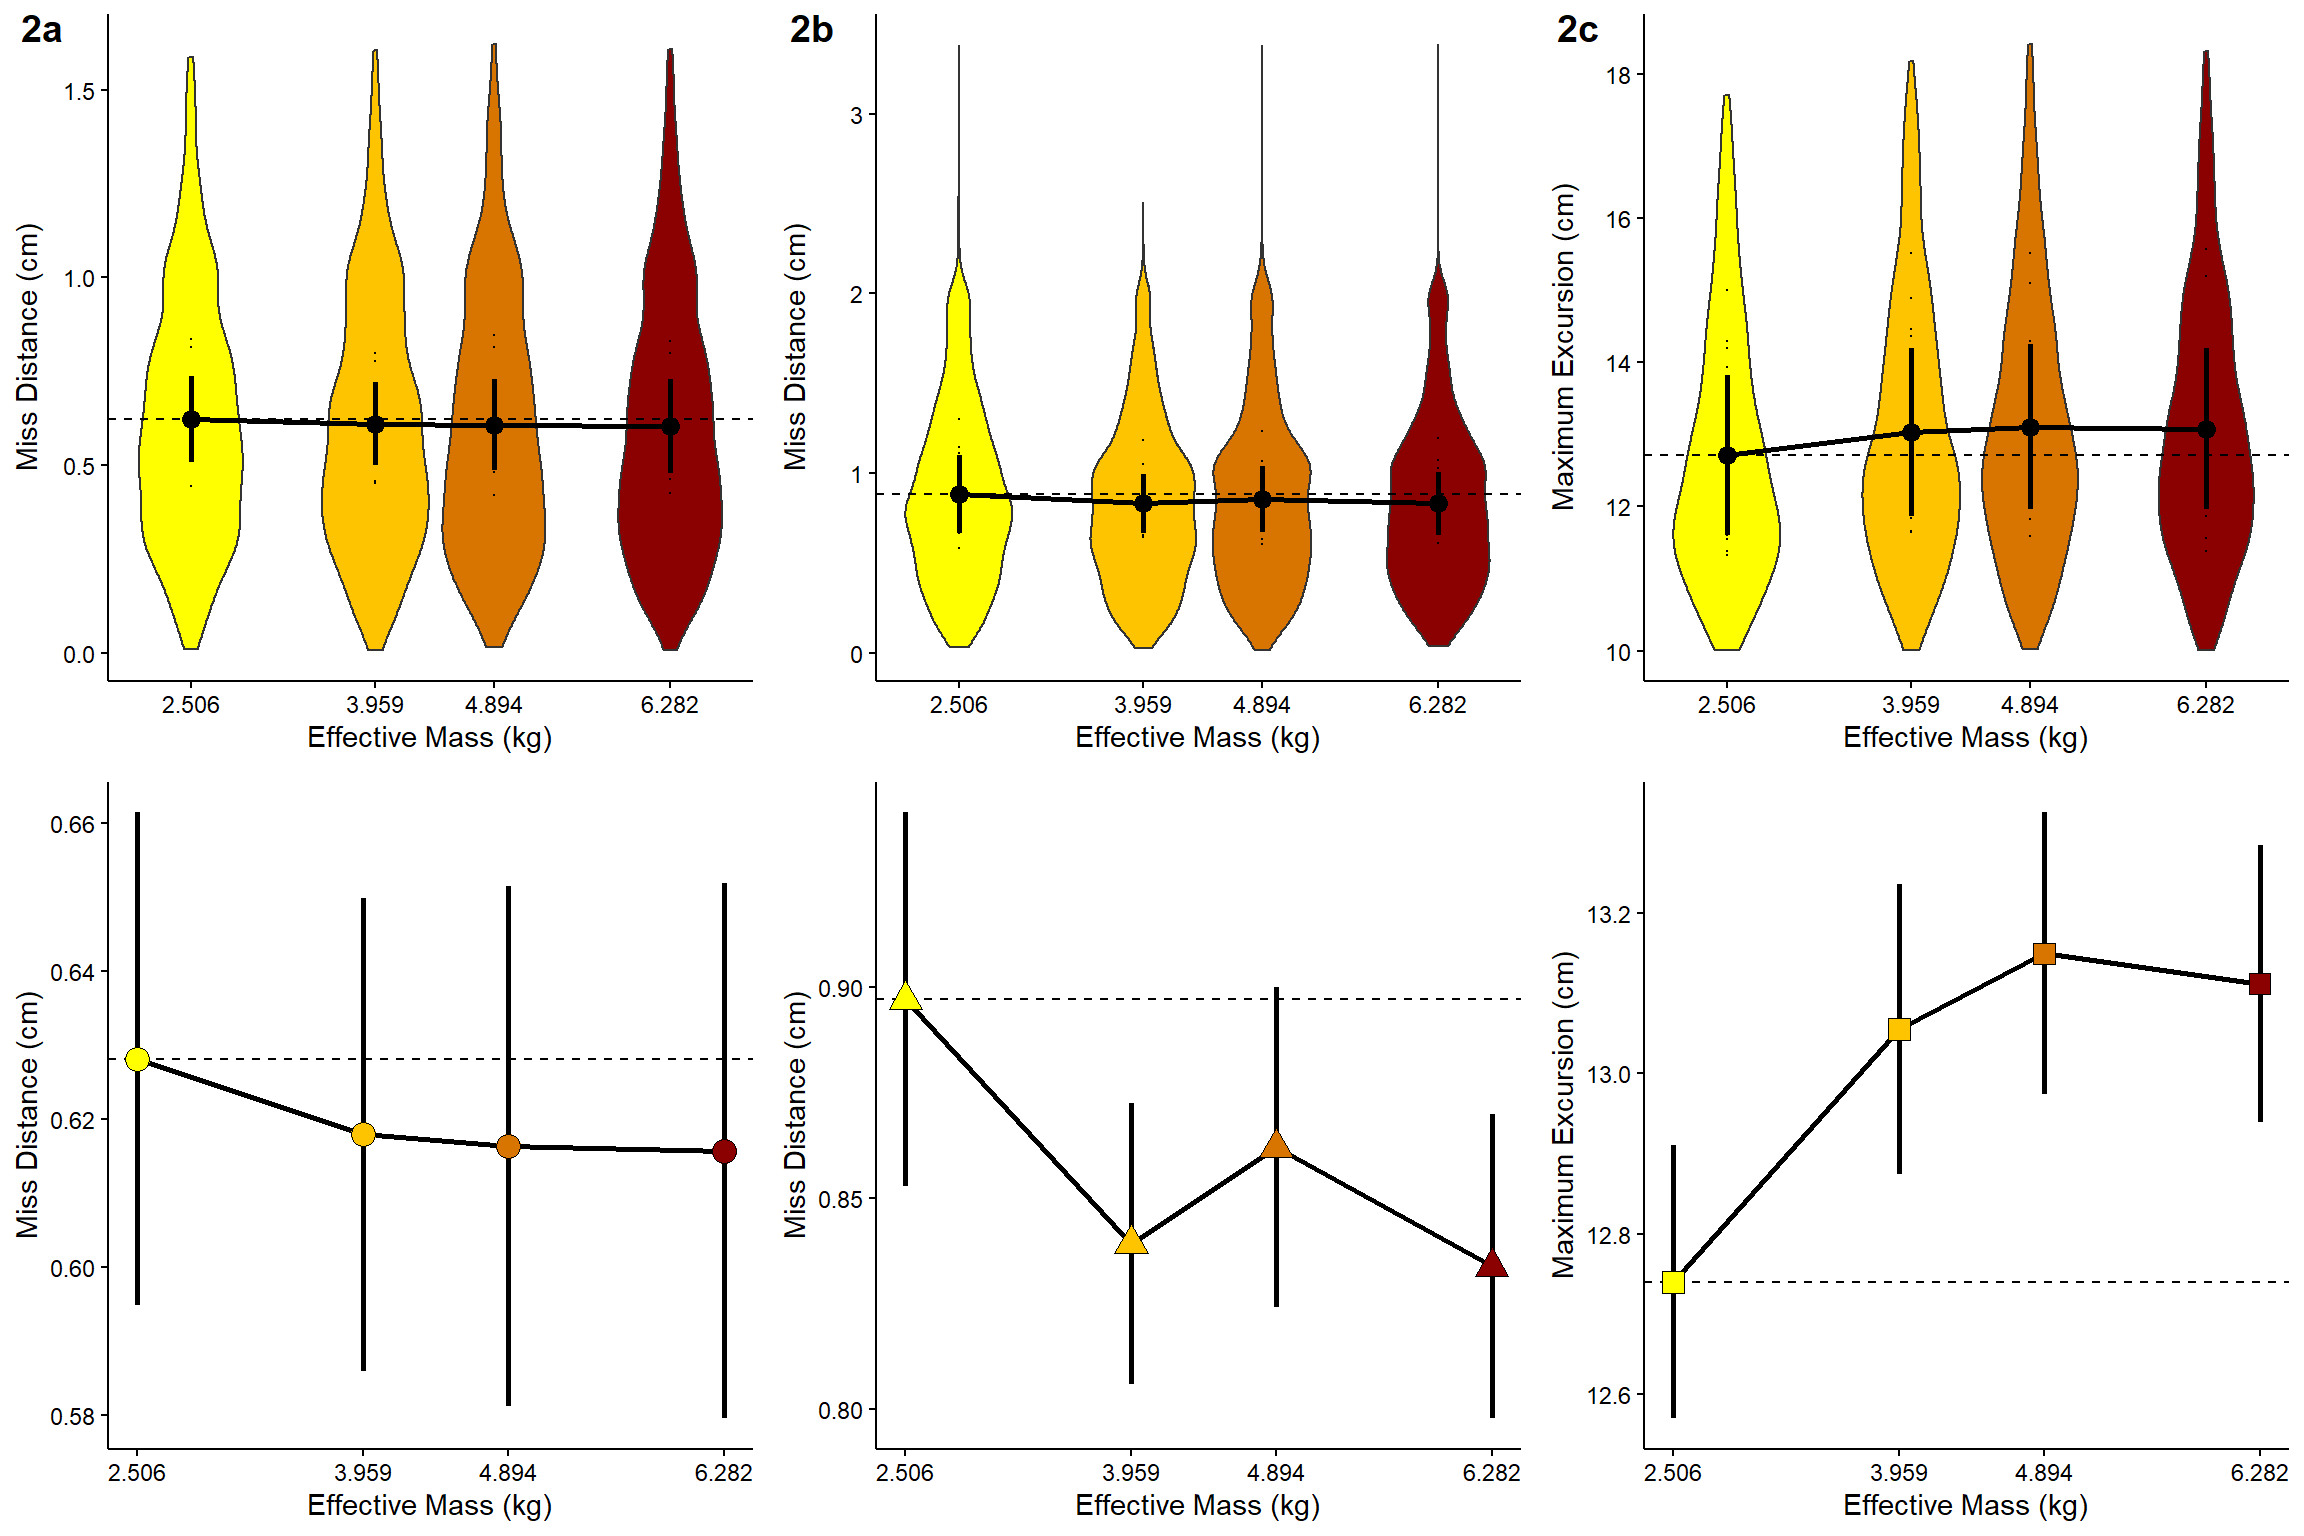 2a
Miss Distance (cm)
1.5
1.0
0.5
0.0
2.506 3.959 4.894 6.282
Effective Mass (kg)
2b
Miss Distance (cm)
3
2
1
0
2.506 3.959 4.894 6.282
Effective Mass (kg)
2c
Maximum Excursion (cm)
18
16
14
12
10
2.506 3.959 4.894 6.282
Effective Mass (kg)
Miss Distance (cm)
0.66
0.64
0.62
0.60
0.58
2.506 3.959 4.894 6.282
Effective Mass (kg)
Miss Distance (cm)
0.90
0.85
0.80
2.506 3.959 4.894 6.282
Effective Mass (kg)
Maximum Excursion (cm)
13.2
13.0
12.8
12.6
2.506 3.959 4.894 6.282
Effective Mass (kg)